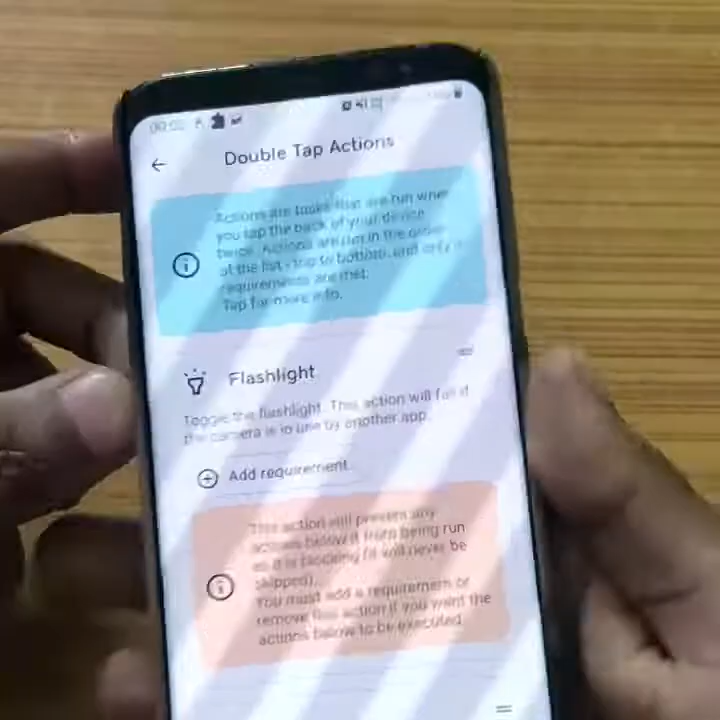 Double Tap Actions
Actions are tasks that are run when
you tap the back of your device
twice. Actions are run in the order
of the list - top to bottom, and only if
requirements are met.
Tap for more info.
Flashlight
Toggle the flashlight. This action will fail if
the camera is in use by another app.
Add requirement
This action will prevent any
actions below it from being run
as it is blocking (it will never be
skipped).
You must add a requirement or
remove this action if you want the
actions below to be executed.